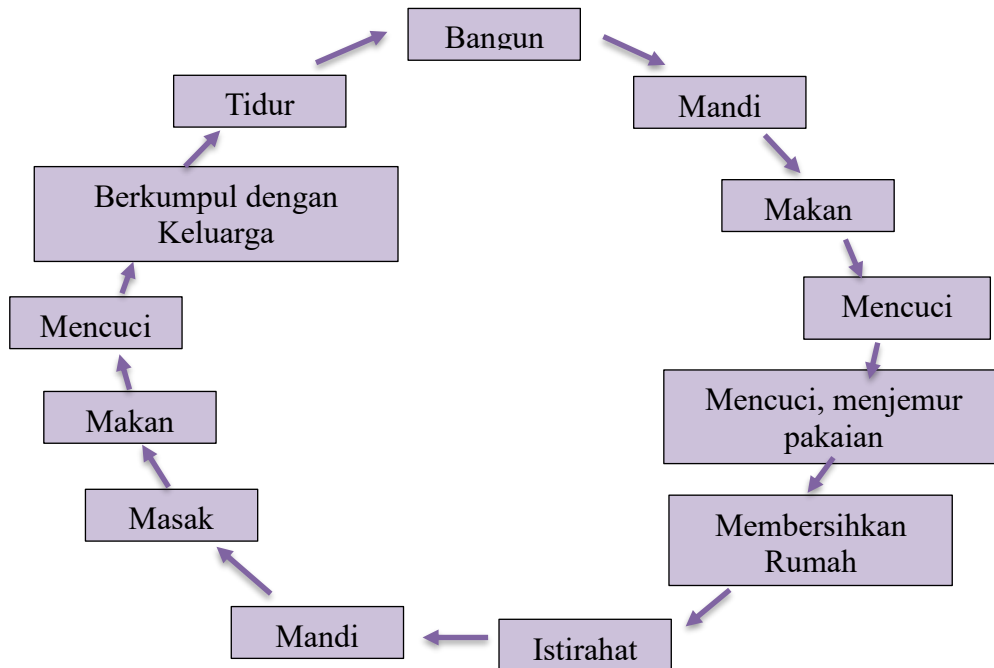 Bangun
Mandi
Makan
Mencuci
Mencuci, menjemur
pakaian
Membersihkan
Rumah
Istirahat
Mandi
Masak
Makan
Mencuci
Berkumpul dengan
Keluarga
Tidur